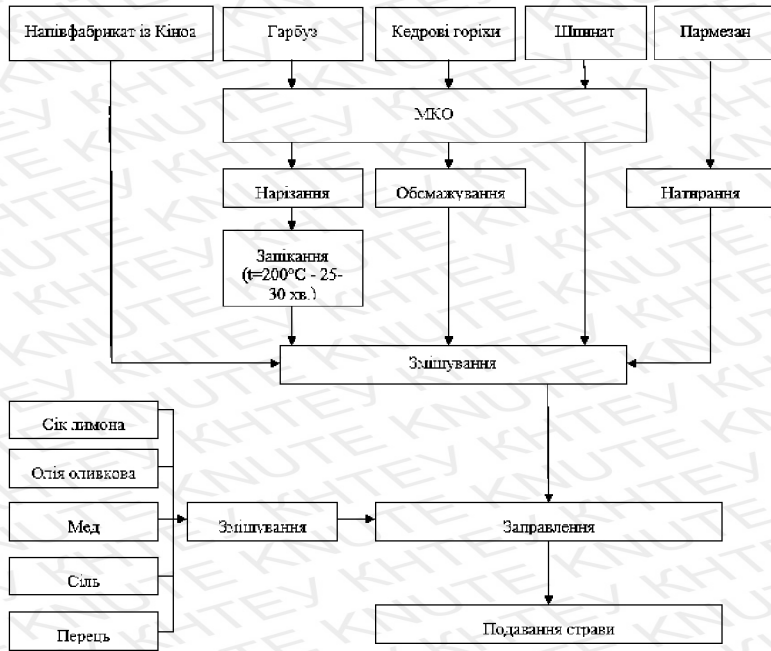 Напівфабрикат із Кіноа
Гарбуз
Кедрові горіхи
Шпинат
Пармезан
МКО
Нарізання
Обсмажування
Натирання
Запікання
(t=200°C - 25-
30 хв.)
Змішування
Сік лимона
Олія оливкова
Мед
Змішування
Заправлення
Сіль
Перець
Подавання страви